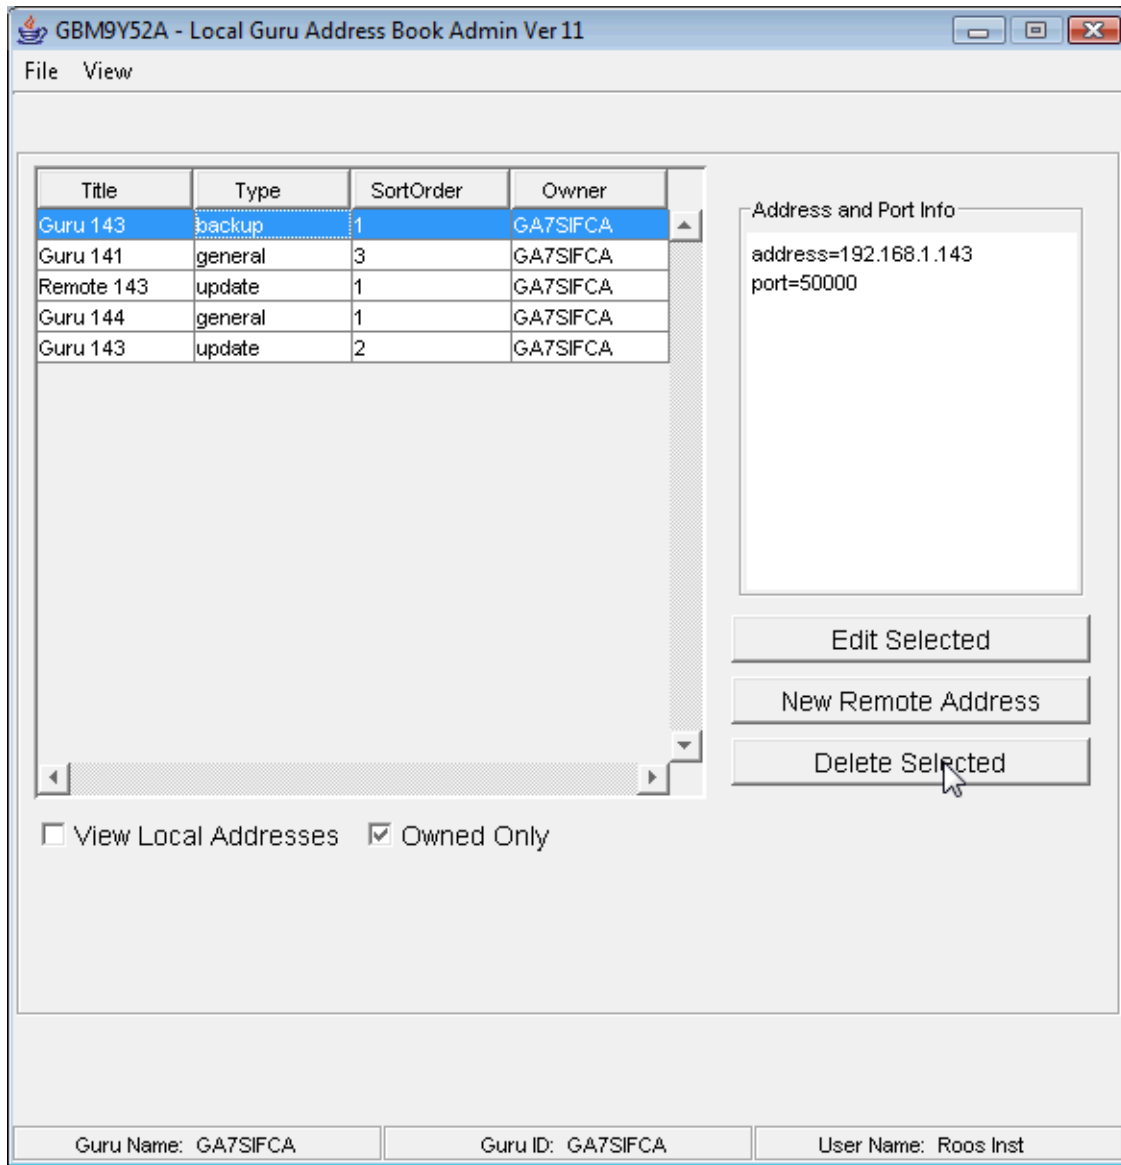 GBM9Y52A - Local Guru Address Book Admin Ver 11
File View
Title Type SortOrder Owner
Guru 143 backup 1 GA7SIFCA
Guru 141 general 3 GA7SIFCA
Remote 143 update 1 GA7SIFCA
Guru 144 general 1 GA7SIFCA
Guru 143 update 2 GA7SIFCA
Address and Port Info
address=192.168.1.143
port=50000
Edit Selected
New Remote Address
Delete Selected
View Local Addresses Owned Only
Guru Name: GA7SIFCA Guru ID: GA7SIFCA User Name: Roos Inst